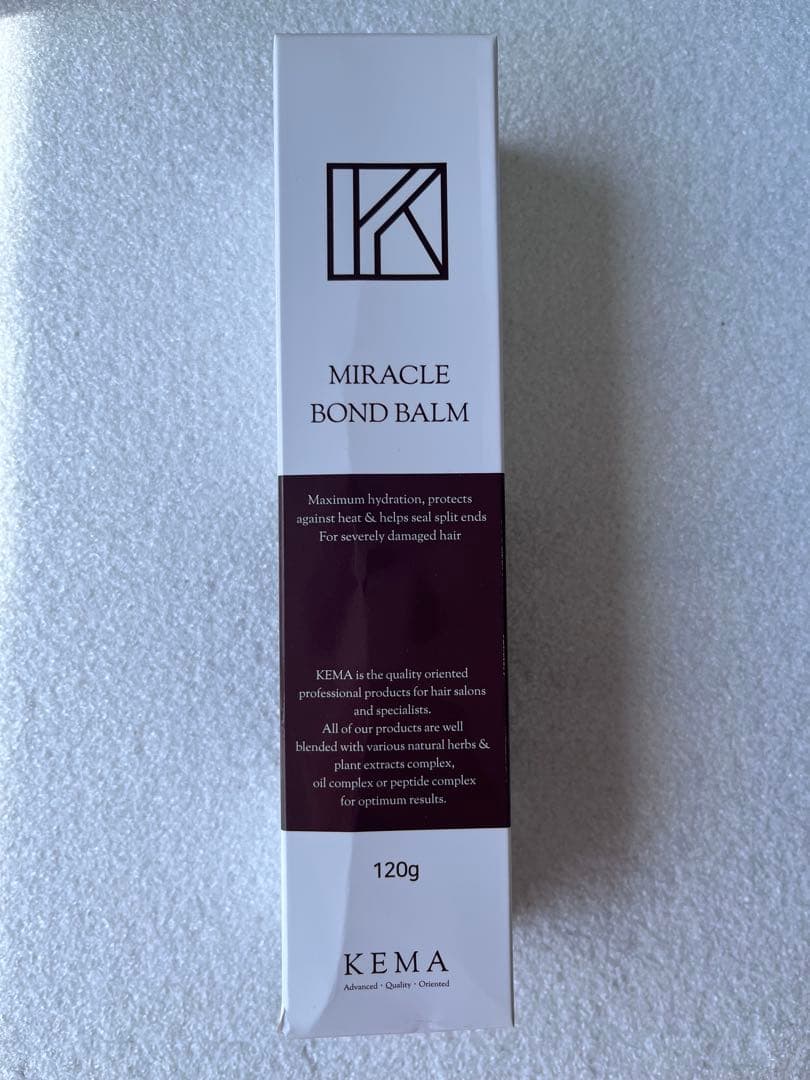 MIRACLE
BOND BALM
Maximum hydration, protects
against heat & helps seal split ends
For severely damaged hair
KEMA is the quality oriented
professional products for hair salons
and specialists.
All of our products are well
blended with various natural herbs &
plant extracts complex,
oil complex or peptide complex
for optimum results.
120g
KEMA
Advanced · Quality · Oriented